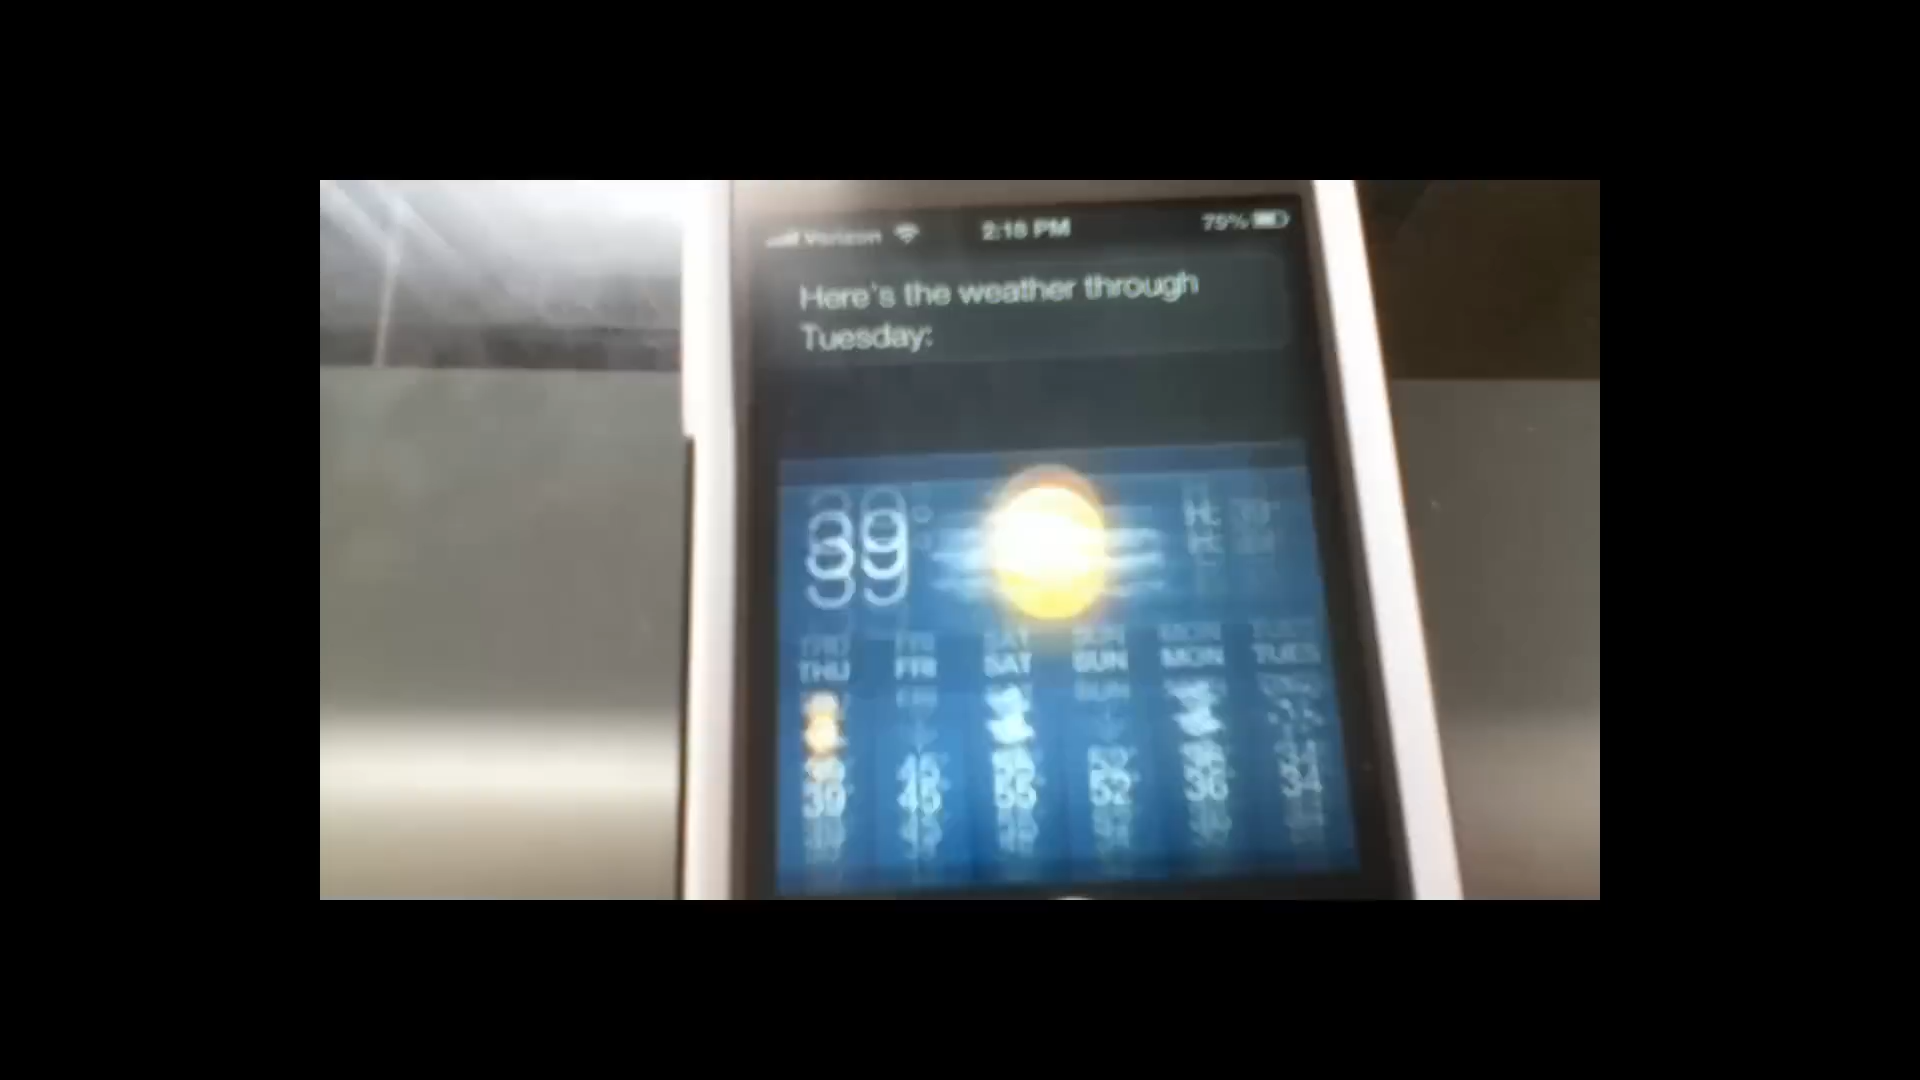 Verizon 2:18 PM 75%
Here's the weather through
Tuesday:
39°
THU FRI SAT SUN MON TUES
39 45 55 52 36 34